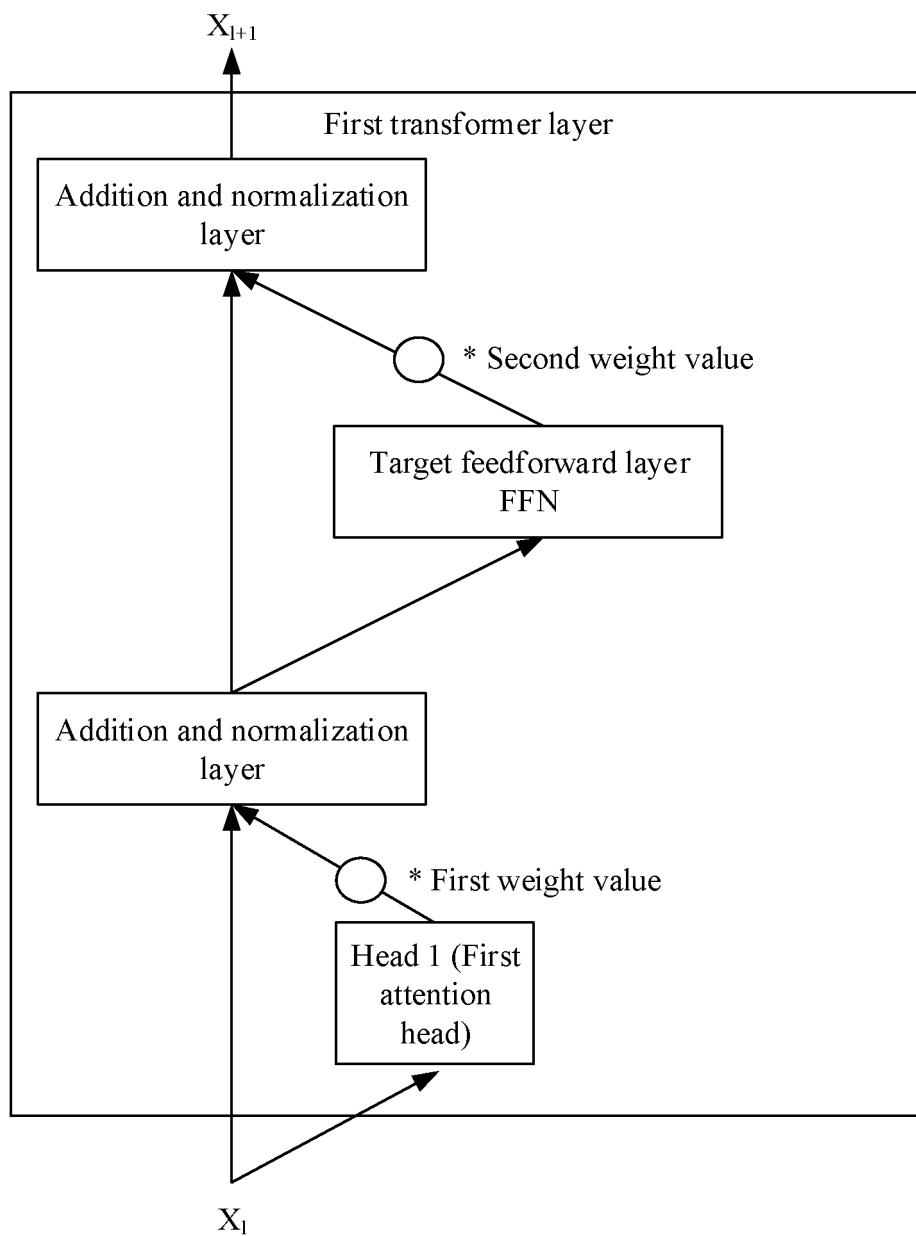 X_{l+1}
First transformer layer
Addition and normalization
layer
* Second weight value
Target feedforward layer
FFN
Addition and normalization
layer
* First weight value
Head 1 (First
attention
head)
X_l